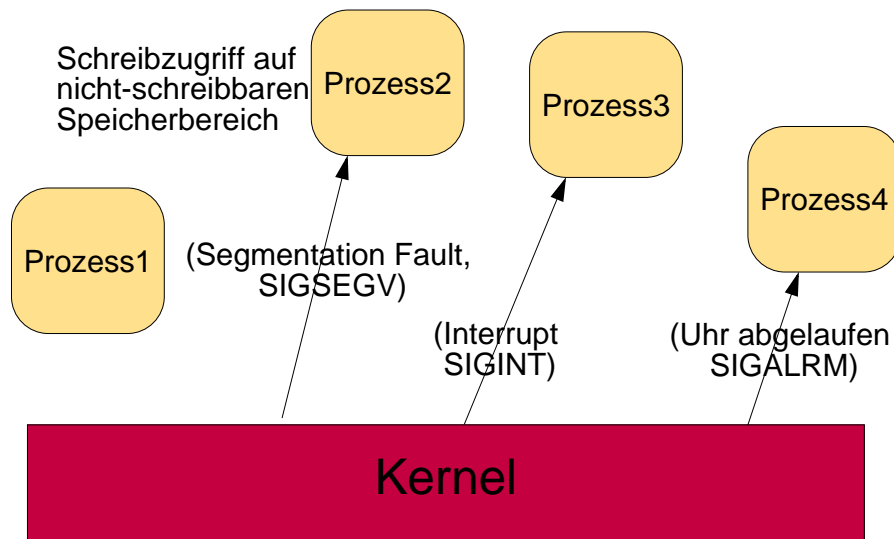 Schreibzugriff auf
nicht-schreibbaren
Speicherbereich
Prozess2
Prozess3
Prozess4
Prozess1
(Segmentation Fault,
SIGSEGV)
(Interrupt
SIGINT)
(Uhr abgelaufen
SIGALRM)
Kernel